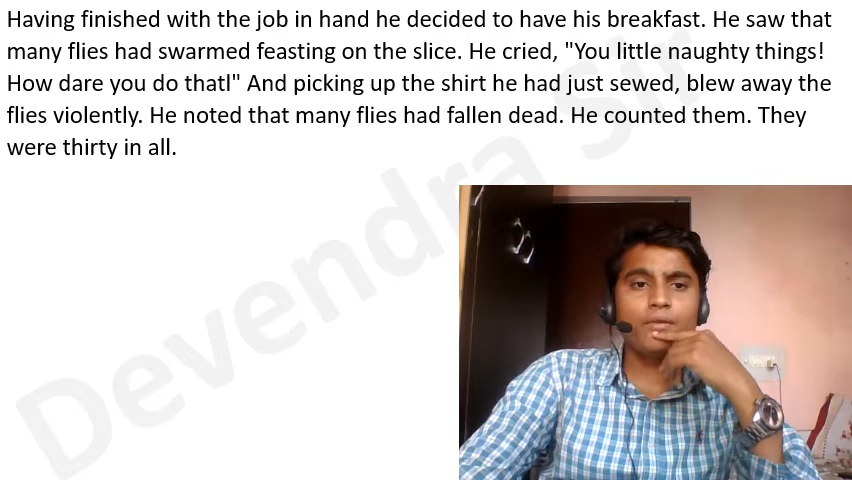 Having finished with the job in hand he decided to have his breakfast. He saw that
many flies had swarmed feasting on the slice. He cried, "You little naughty things!
How dare you do thatl" And picking up the shirt he had just sewed, blew away the
flies violently. He noted that many flies had fallen dead. He counted them. They
were thirty in all.
Devendra Sir